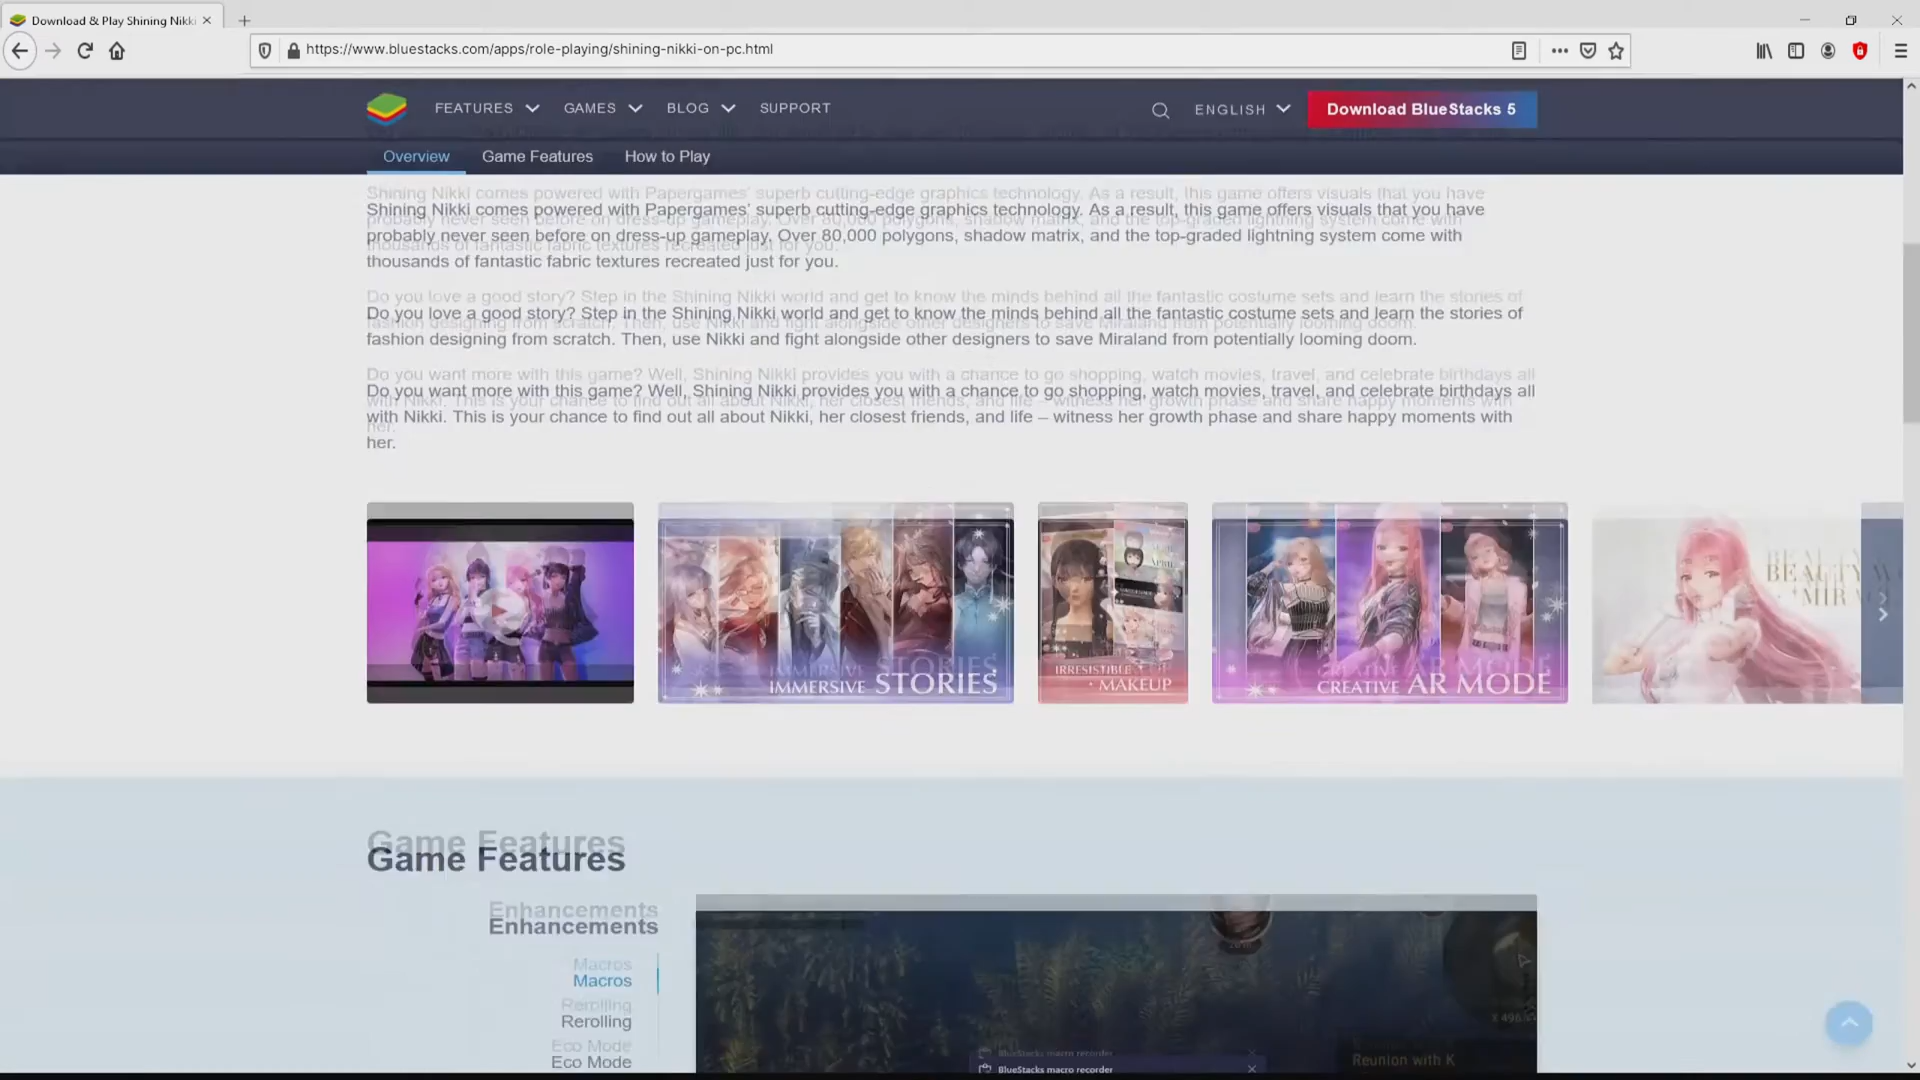 Download & Play Shining Nikki
https://www.bluestacks.com/apps/role-playing/shining-nikki-on-pc.html
FEATURES GAMES BLOG SUPPORT ENGLISH Download BlueStacks 5
Overview Game Features How to Play
Shining Nikki comes powered with Papergames' superb cutting-edge graphics technology. As a result, this game offers visuals that you have
probably never seen before on dress-up gameplay. Over 80,000 polygons, shadow matrix, and the top-graded lightning system come with
thousands of fantastic fabric textures recreated just for you.
Do you love a good story? Step in the Shining Nikki world and get to know the minds behind all the fantastic costume sets and learn the stories of
fashion designing from scratch. Then, use Nikki and fight alongside other designers to save Miraland from potentially looming doom.
Do you want more with this game? Well, Shining Nikki provides you with a chance to go shopping, watch movies, travel, and celebrate birthdays all
with Nikki. This is your chance to find out all about Nikki, her closest friends, and life – witness her growth phase and share happy moments with
her.
IMMERSIVE STORIES
IRRESISTIBLE
MAKEUP
CREATIVE AR MODE
BEAUTY
Game Features
Enhancements
Macros
Rerolling
Eco Mode
Reunion with K
BlueStacks macro recorder